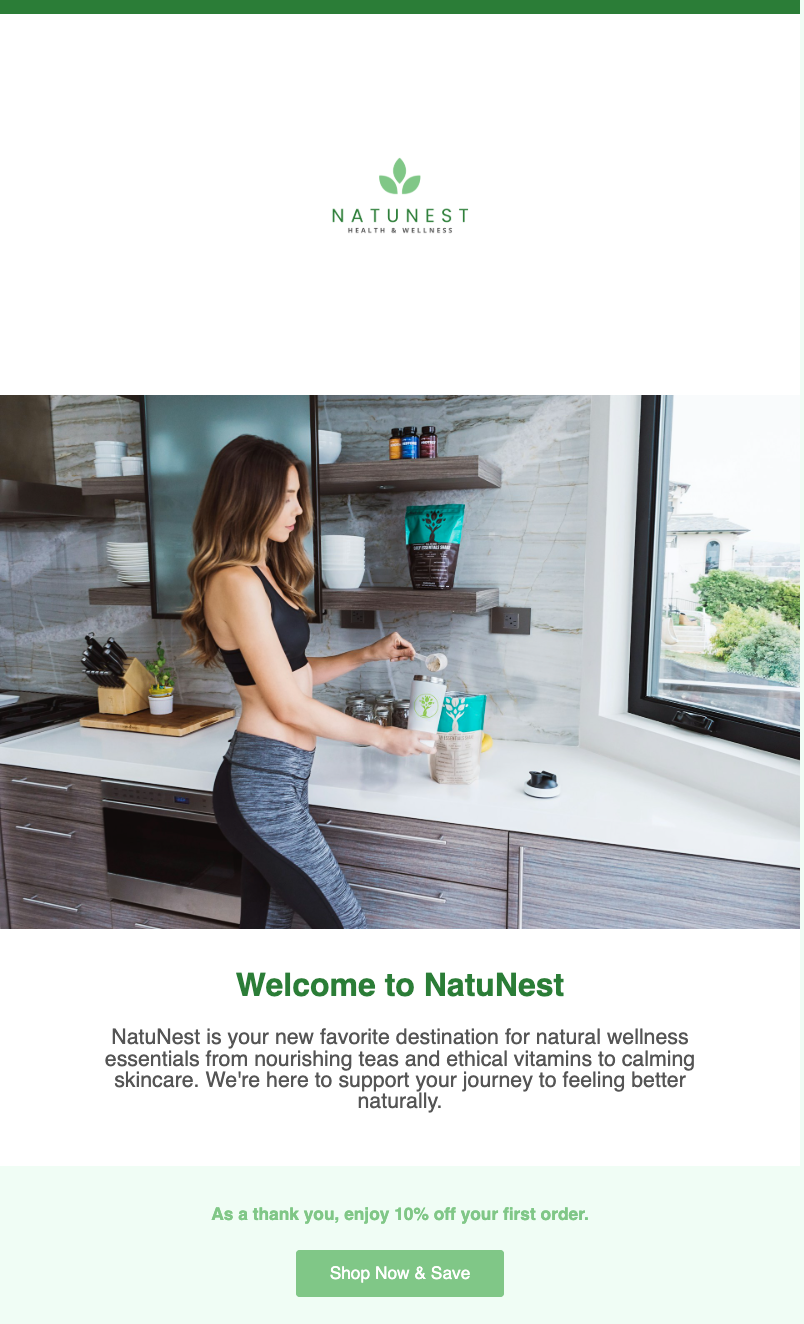 NATUNEST
HEALTH & WELLNESS
Welcome to NatuNest
NatuNest is your new favorite destination for natural wellness
essentials from nourishing teas and ethical vitamins to calming
skincare. We're here to support your journey to feeling better
naturally.
As a thank you, enjoy 10% off your first order.
Shop Now & Save